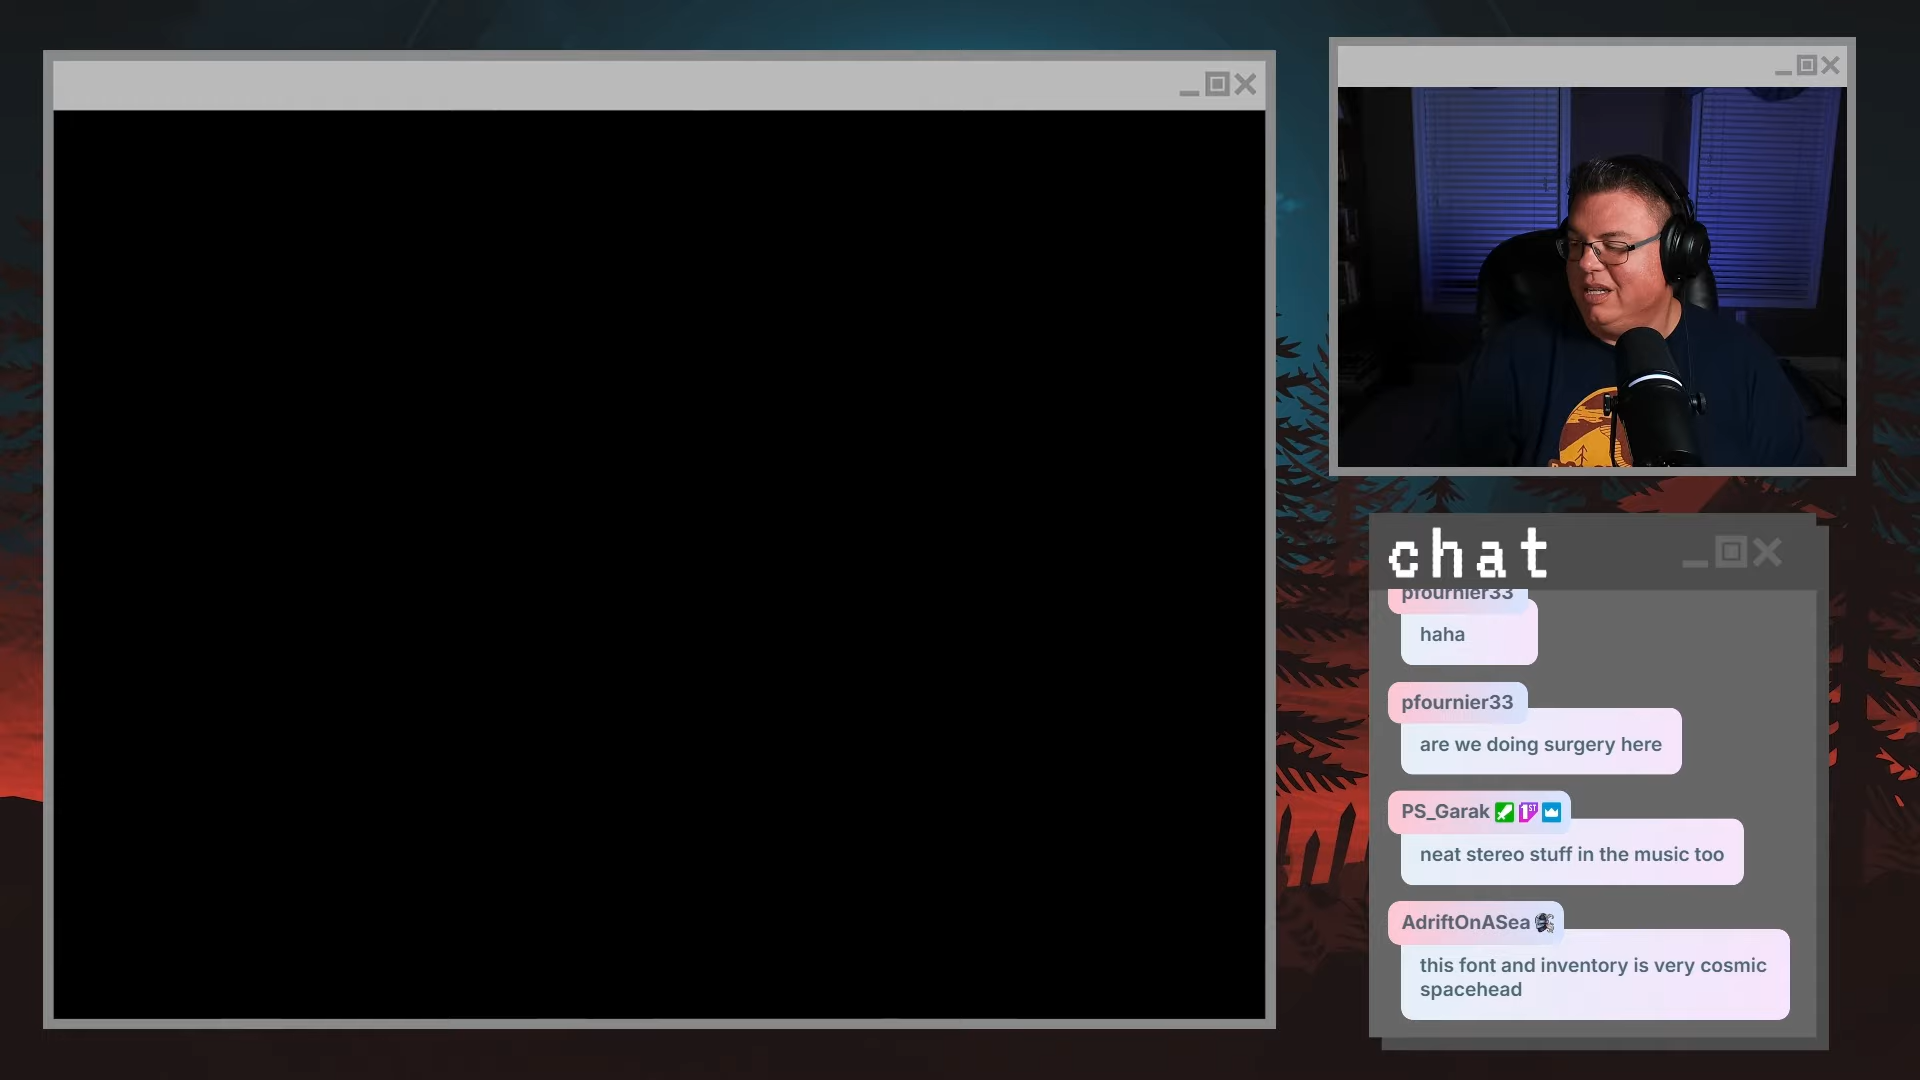 chat
pfournier33
haha
pfournier33
are we doing surgery here
PS_Garak
neat stereo stuff in the music too
AdriftOnASea
this font and inventory is very cosmic
spacehead